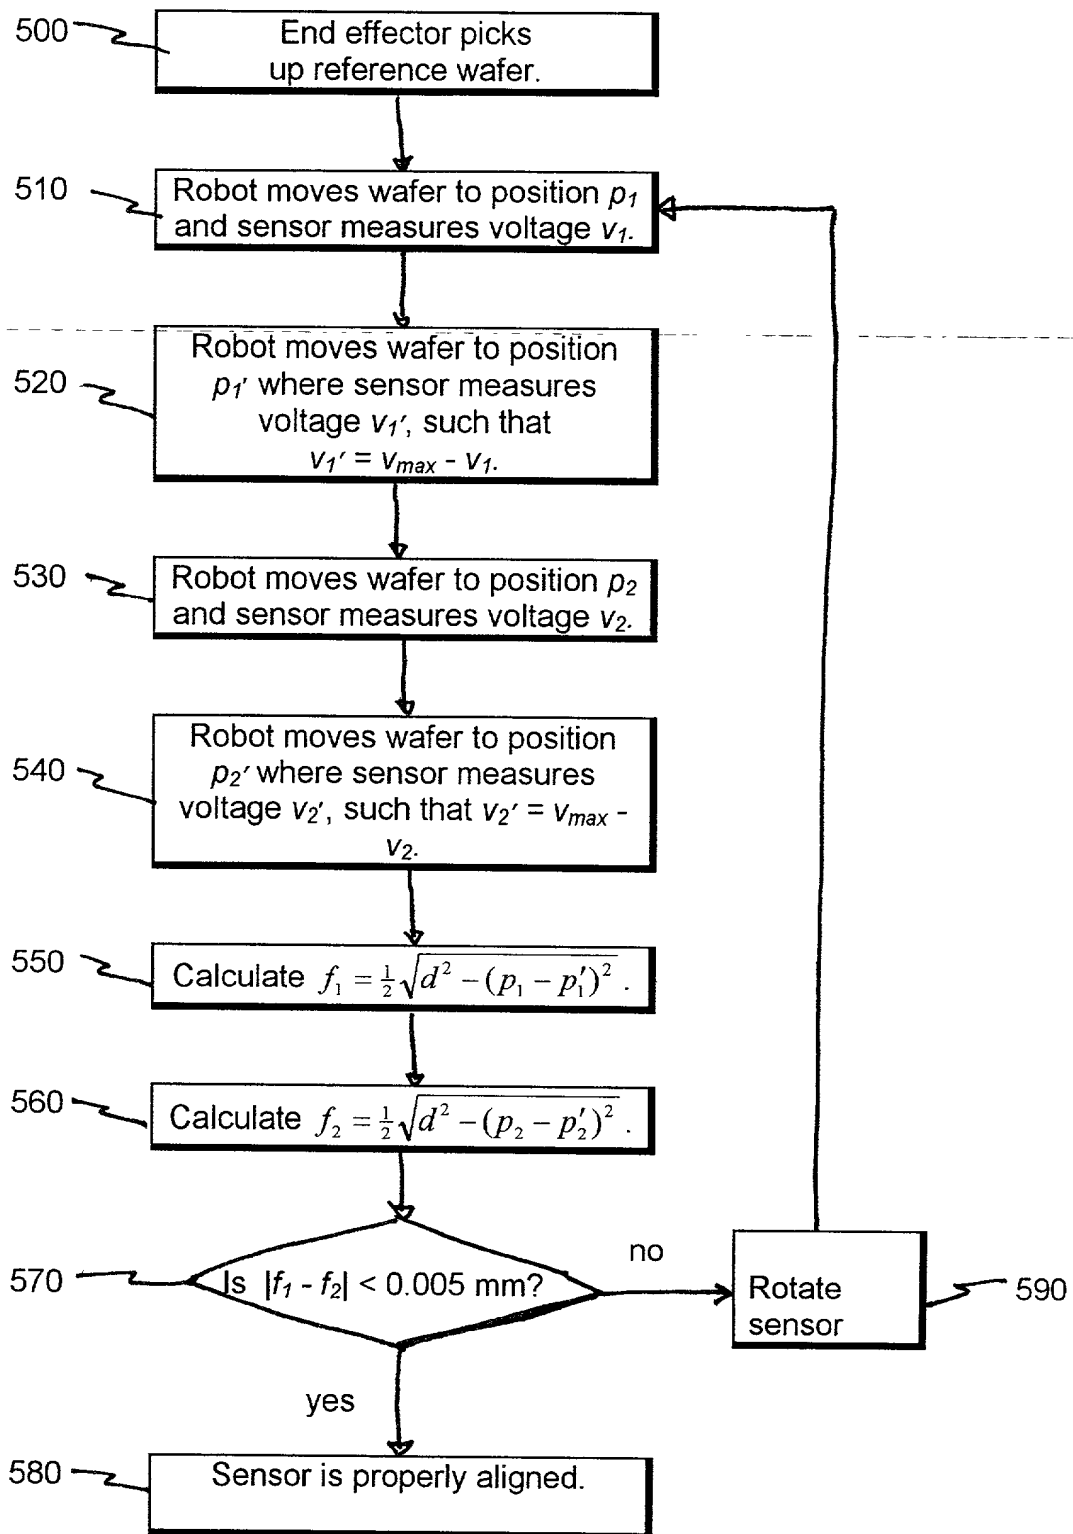 500
End effector picks
up reference wafer.
510
Robot moves wafer to position p₁
and sensor measures voltage v₁.
520
Robot moves wafer to position
p₁′ where sensor measures
voltage v₁′, such that
v₁′ = vmax - v₁.
530
Robot moves wafer to position p₂
and sensor measures voltage v₂.
540
Robot moves wafer to position
p₂′ where sensor measures
voltage v₂′, such that v₂′ = vmax -
v₂.
550
Calculate f₁ = ½√(d² − (p₁ − p₁′)²) .
560
Calculate f₂ = ½√(d² − (p₂ − p₂′)²) .
570
Is |f₁ - f₂| < 0.005 mm?
no
Rotate
sensor
590
yes
580
Sensor is properly aligned.